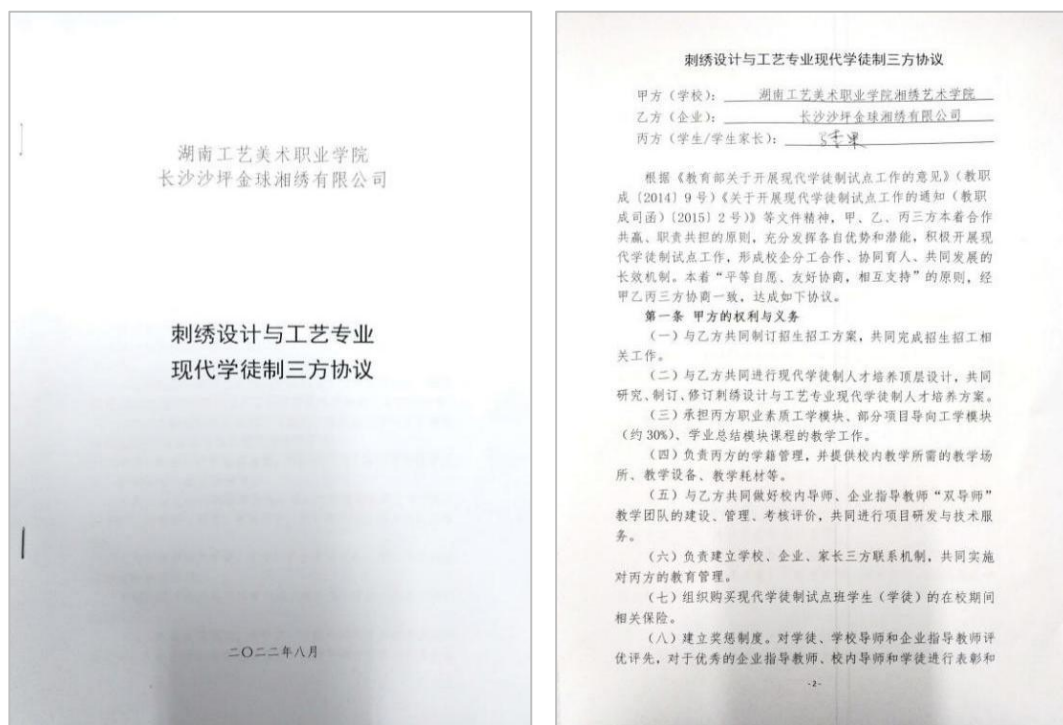 湖南工艺美术职业学院
长沙沙坪金球湘绣有限公司
刺绣设计与工艺专业
现代学徒制三方协议
二〇二二年八月
刺绣设计与工艺专业现代学徒制三方协议
甲方（学校）： 湖南工艺美术职业学院湘绣艺术学院
乙方（企业）： 长沙沙坪金球湘绣有限公司
丙方（学生/学生家长）：
根据《教育部关于开展现代学徒制试点工作的意见》（教职
成〔2014〕9 号）《关于开展现代学徒制试点工作的通知（教职
成司函）〔2015〕2 号）》等文件精神，甲、乙、丙三方本着合作
共赢、职责共担的原则，充分发挥各自优势和潜能，积极开展现
代学徒制试点工作，形成校企分工合作、协同育人、共同发展的
长效机制。本着“平等自愿、友好协商，相互支持”的原则，经
甲乙丙三方协商一致，达成如下协议。
第一条 甲方的权利与义务
（一）与乙方共同制订招生招工方案，共同完成招生招工相
关工作。
（二）与乙方共同进行现代学徒制人才培养顶层设计，共同
研究、制订、修订刺绣设计与工艺专业现代学徒制人才培养方案。
（三）承担丙方职业素质工学模块、部分项目导向工学模块
（约 30%）、学业总结模块课程的教学工作。
（四）负责丙方的学籍管理，并提供校内教学所需的教学场
所、教学设备、教学耗材等。
（五）与乙方共同做好校内导师、企业指导教师“双导师”
教学团队的建设、管理、考核评价，共同进行项目研发与技术服
务。
（六）负责建立学校、企业、家长三方联系机制，共同实施
对丙方的教育管理。
（七）组织购买现代学徒制试点班学生（学徒）的在校期间
相关保险。
（八）建立奖惩制度。对学徒、学校导师和企业指导教师评
优评先，对于优秀的企业指导教师、校内导师和学徒进行表彰和
-2-